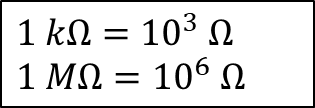 1 kΩ = 10³ Ω
1 MΩ = 10⁶ Ω